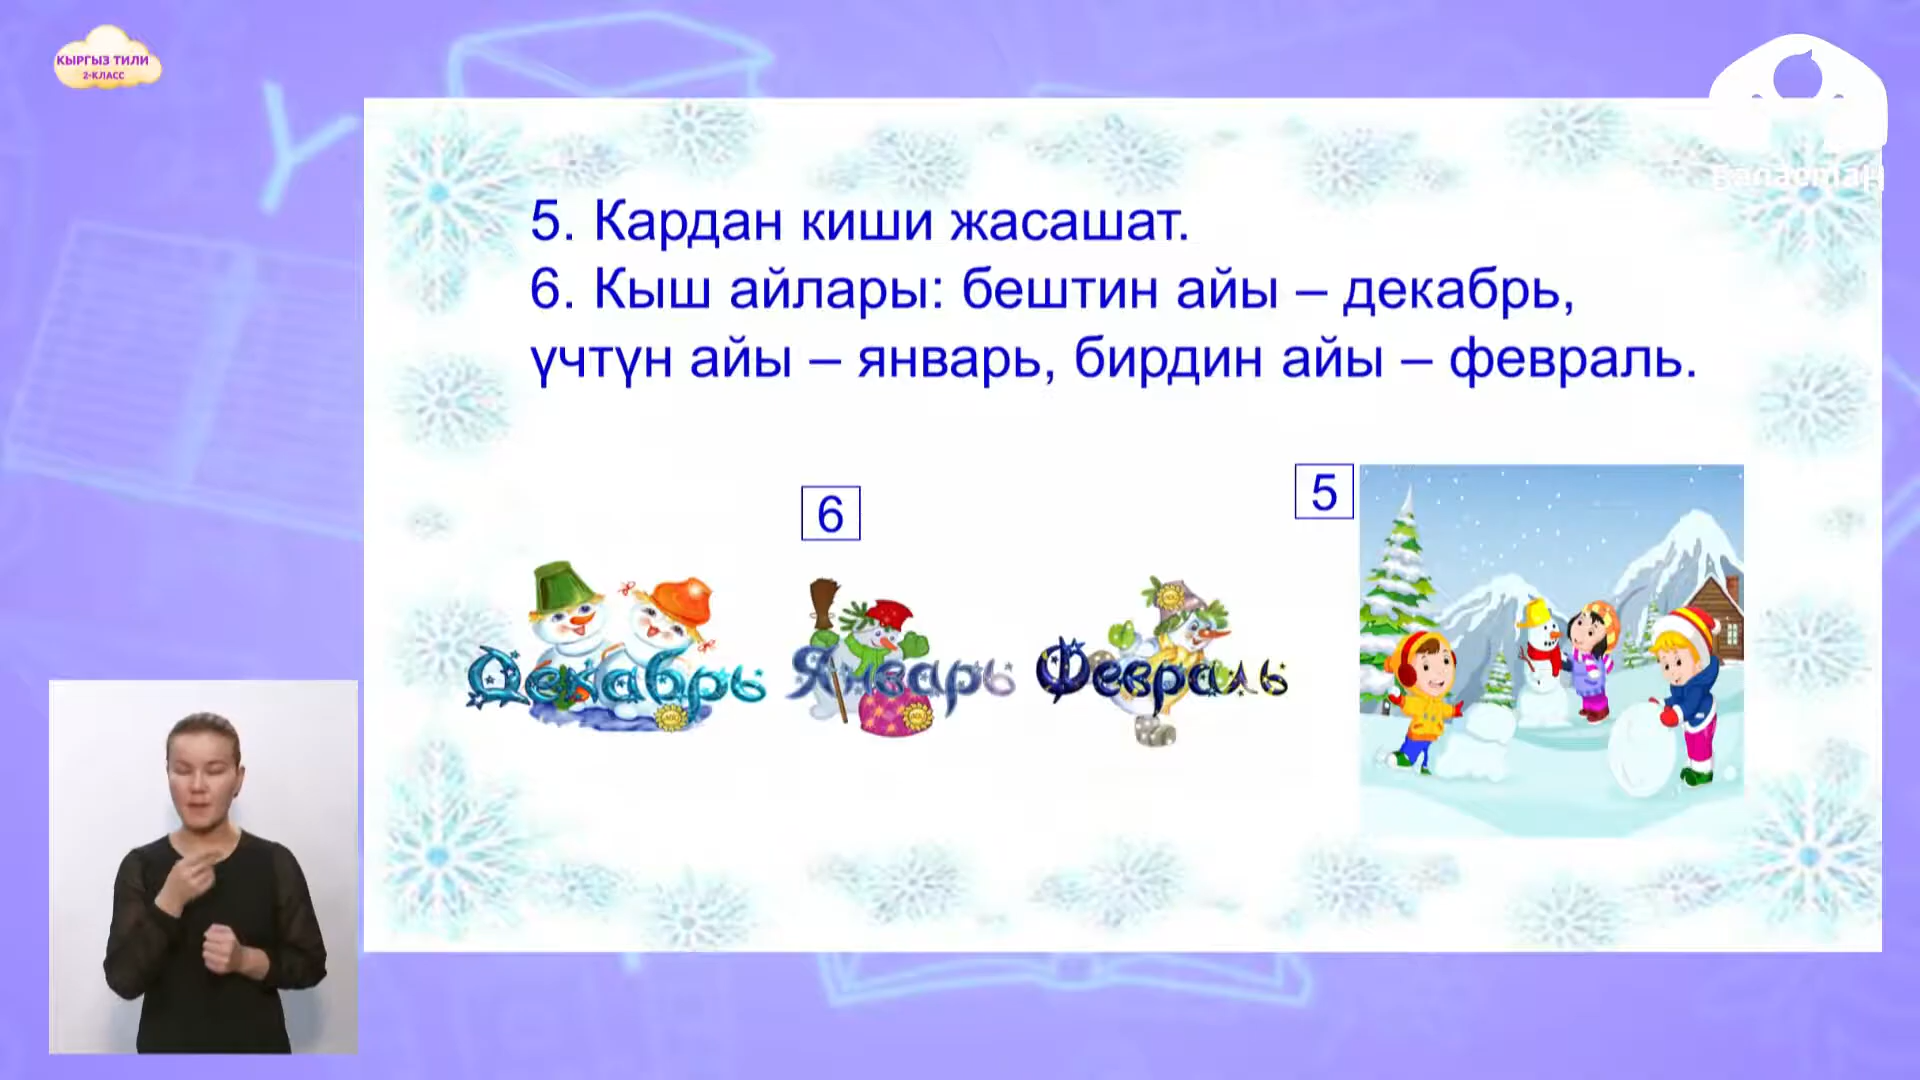 КЫРГЫЗ ТИЛИ
2-КЛАСС
Баластан
5. Кардан киши жасашат.
6. Кыш айлары: бештин айы – декабрь,
үчтүн айы – январь, бирдин айы – февраль.
6
5
Декабрь Январь Февраль